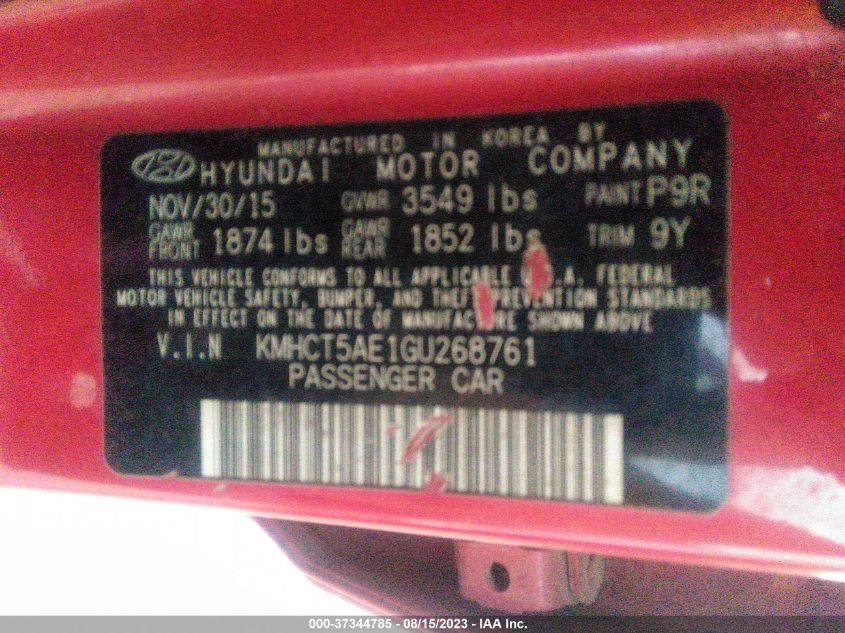 MANUFACTURED IN KOREA BY
HYUNDAI MOTOR COMPANY
NOV/30/15 GVWR 3549 lbs PAINT P9R
GAWR FRONT 1874 lbs GAWR REAR 1852 lbs TRIM 9Y
THIS VEHICLE CONFORMS TO ALL APPLICABLE .A. FEDERAL
MOTOR VEHICLE SAFETY, BUMPER, AND THEFT PREVENTION STANDARDS
IN EFFECT ON THE DATE OF MANUFACTURE SHOWN ABOVE
V.I.N KMHCT5AE1GU268761
PASSENGER CAR
000-37344785 - 08/15/2023 - IAA Inc.